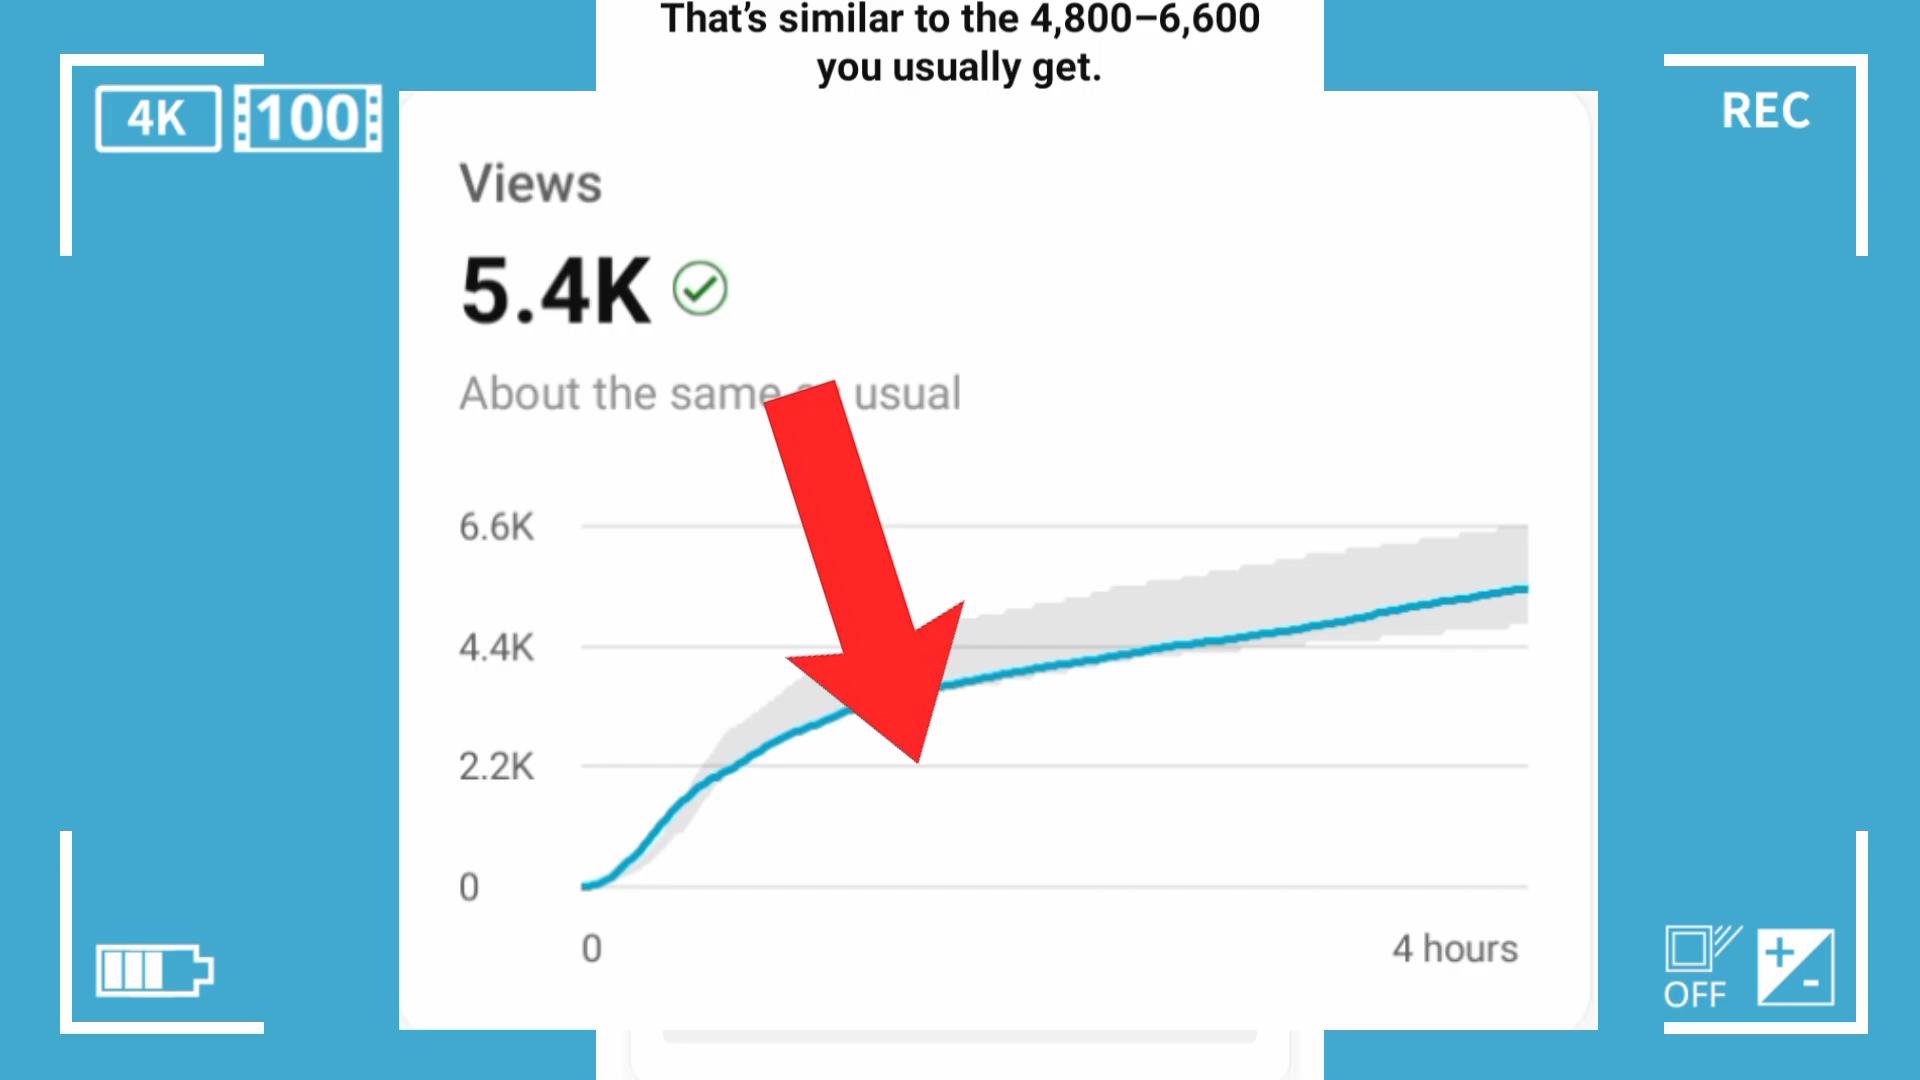 That's similar to the 4,800–6,600
you usually get.
4K
100
REC
Views
5.4K
About the same usual
6.6K
4.4K
2.2K
0
0
4 hours
OFF